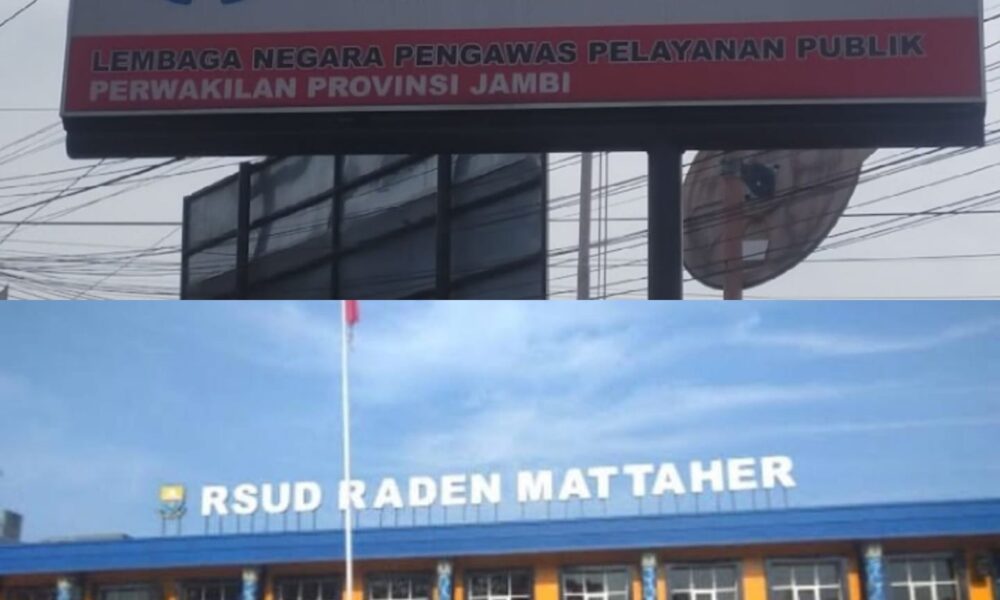 LEMBAGA NEGARA PENGAWAS PELAYANAN PUBLIK
PERWAKILAN PROVINSI JAMBI
RSUD RADEN MATTAHER